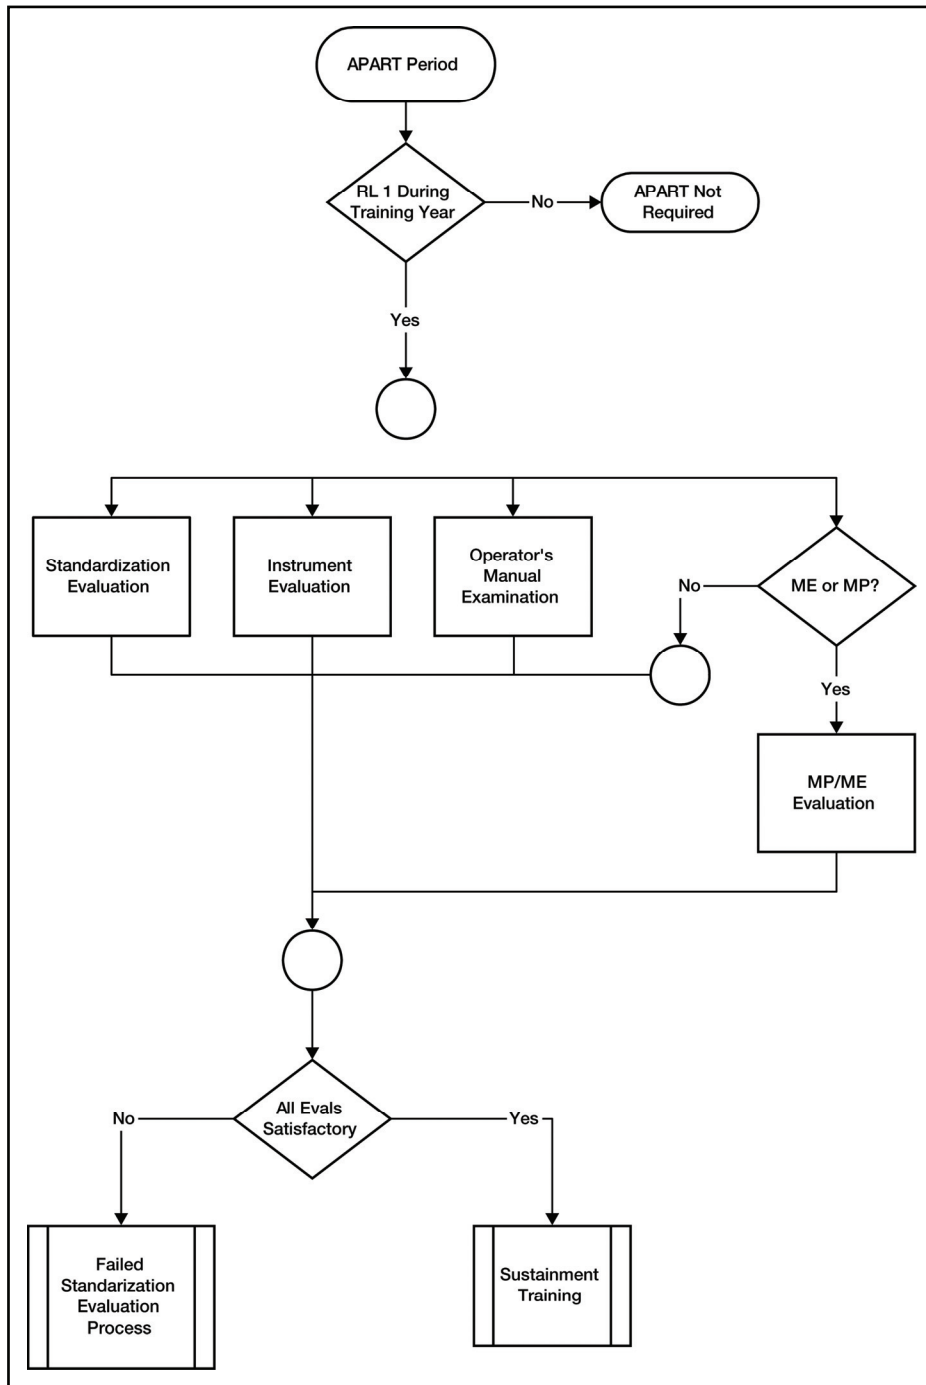 APART Period
RL 1 During
Training Year
No
APART Not
Required
Yes
Standardization
Evaluation
Instrument
Evaluation
Operator's
Manual
Examination
No
ME or MP?
Yes
MP/ME
Evaluation
All Evals
Satisfactory
No
Yes
Failed
Standarization
Evaluation
Process
Sustainment
Training